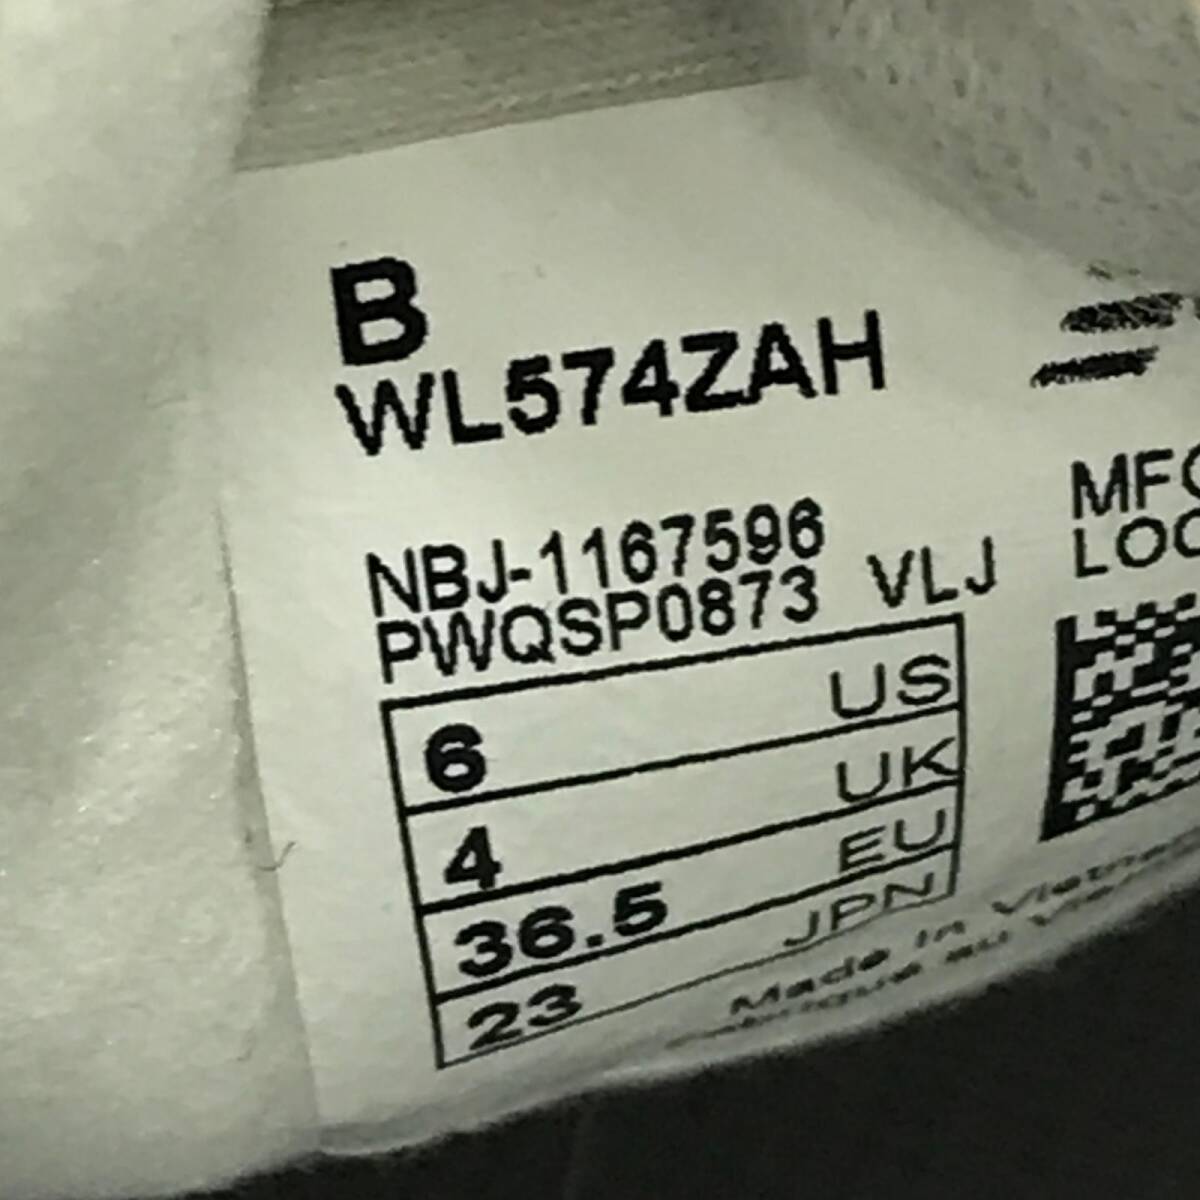 B
WL574ZAH
NBJ-1167596
PWQSP0873 VLJ
MFC
LOC
6 US
4 UK
36.5 EU
23 JPN
Made in Vietnam
au